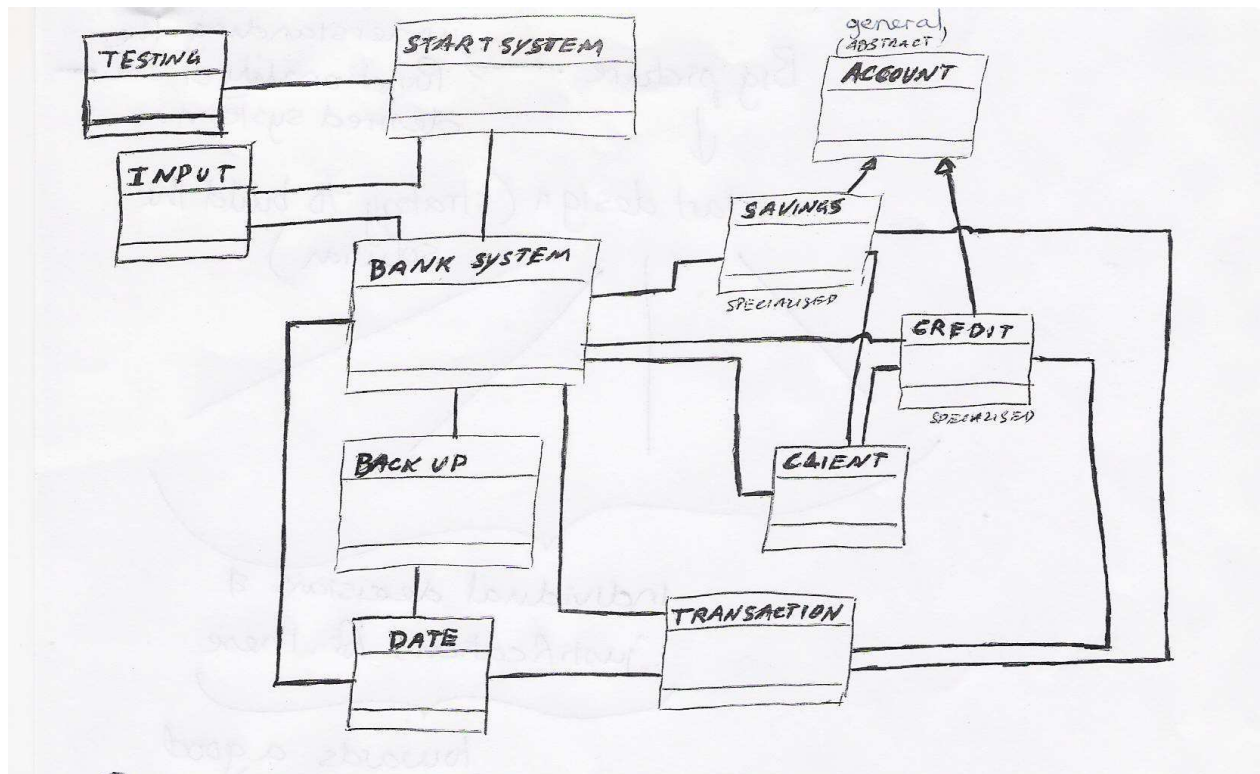 TESTING
START SYSTEM
general
(ABSTRACT)
ACCOUNT
INPUT
SAVINGS
BANK SYSTEM
SPECIALISED
CREDIT
SPECIALISED
BACK UP
CLIENT
DATE
TRANSACTION